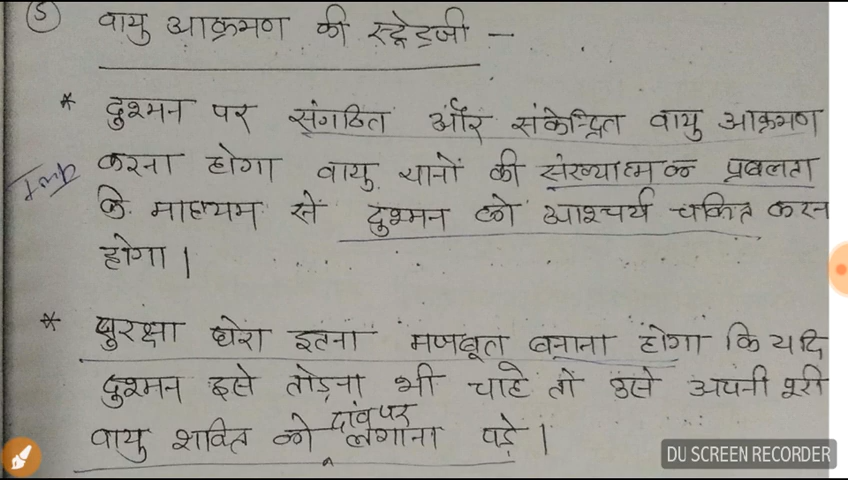 (5) वायु आक्रमण की स्ट्रेट्रजी —
* दुश्मन पर संगठित और संकेन्द्रित वायु आक्रमण
Imp करना होगा वायु यानों की संख्यात्मक प्रबलता
के माध्यम से दुश्मन को आश्चर्य चकित करन
होगा।
* सुरक्षा घेरा इतना मजबूत बनाना होगा कि यदि
दुश्मन इसे तोड़ना भी चाहे तो उसे अपनी पूरी
वायु शक्ति को दांव पर लगाना पड़े।
DU SCREEN RECORDER